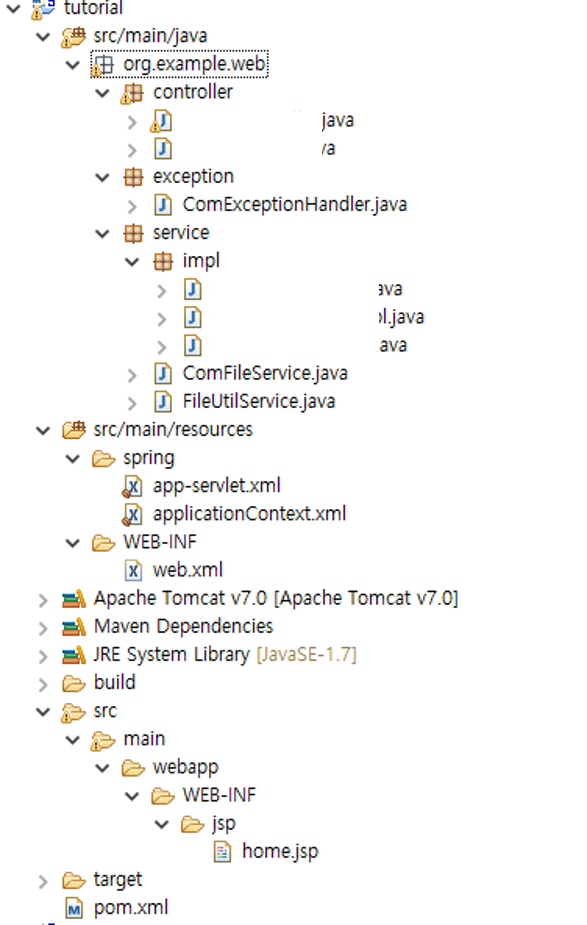 tutorial
src/main/java
org.example.web
controller
java
va
exception
ComExceptionHandler.java
service
impl
ava
l.java
ava
ComFileService.java
FileUtilService.java
src/main/resources
spring
app-servlet.xml
applicationContext.xml
WEB-INF
web.xml
Apache Tomcat v7.0 [Apache Tomcat v7.0]
Maven Dependencies
JRE System Library [JavaSE-1.7]
build
src
main
webapp
WEB-INF
jsp
home.jsp
target
pom.xml